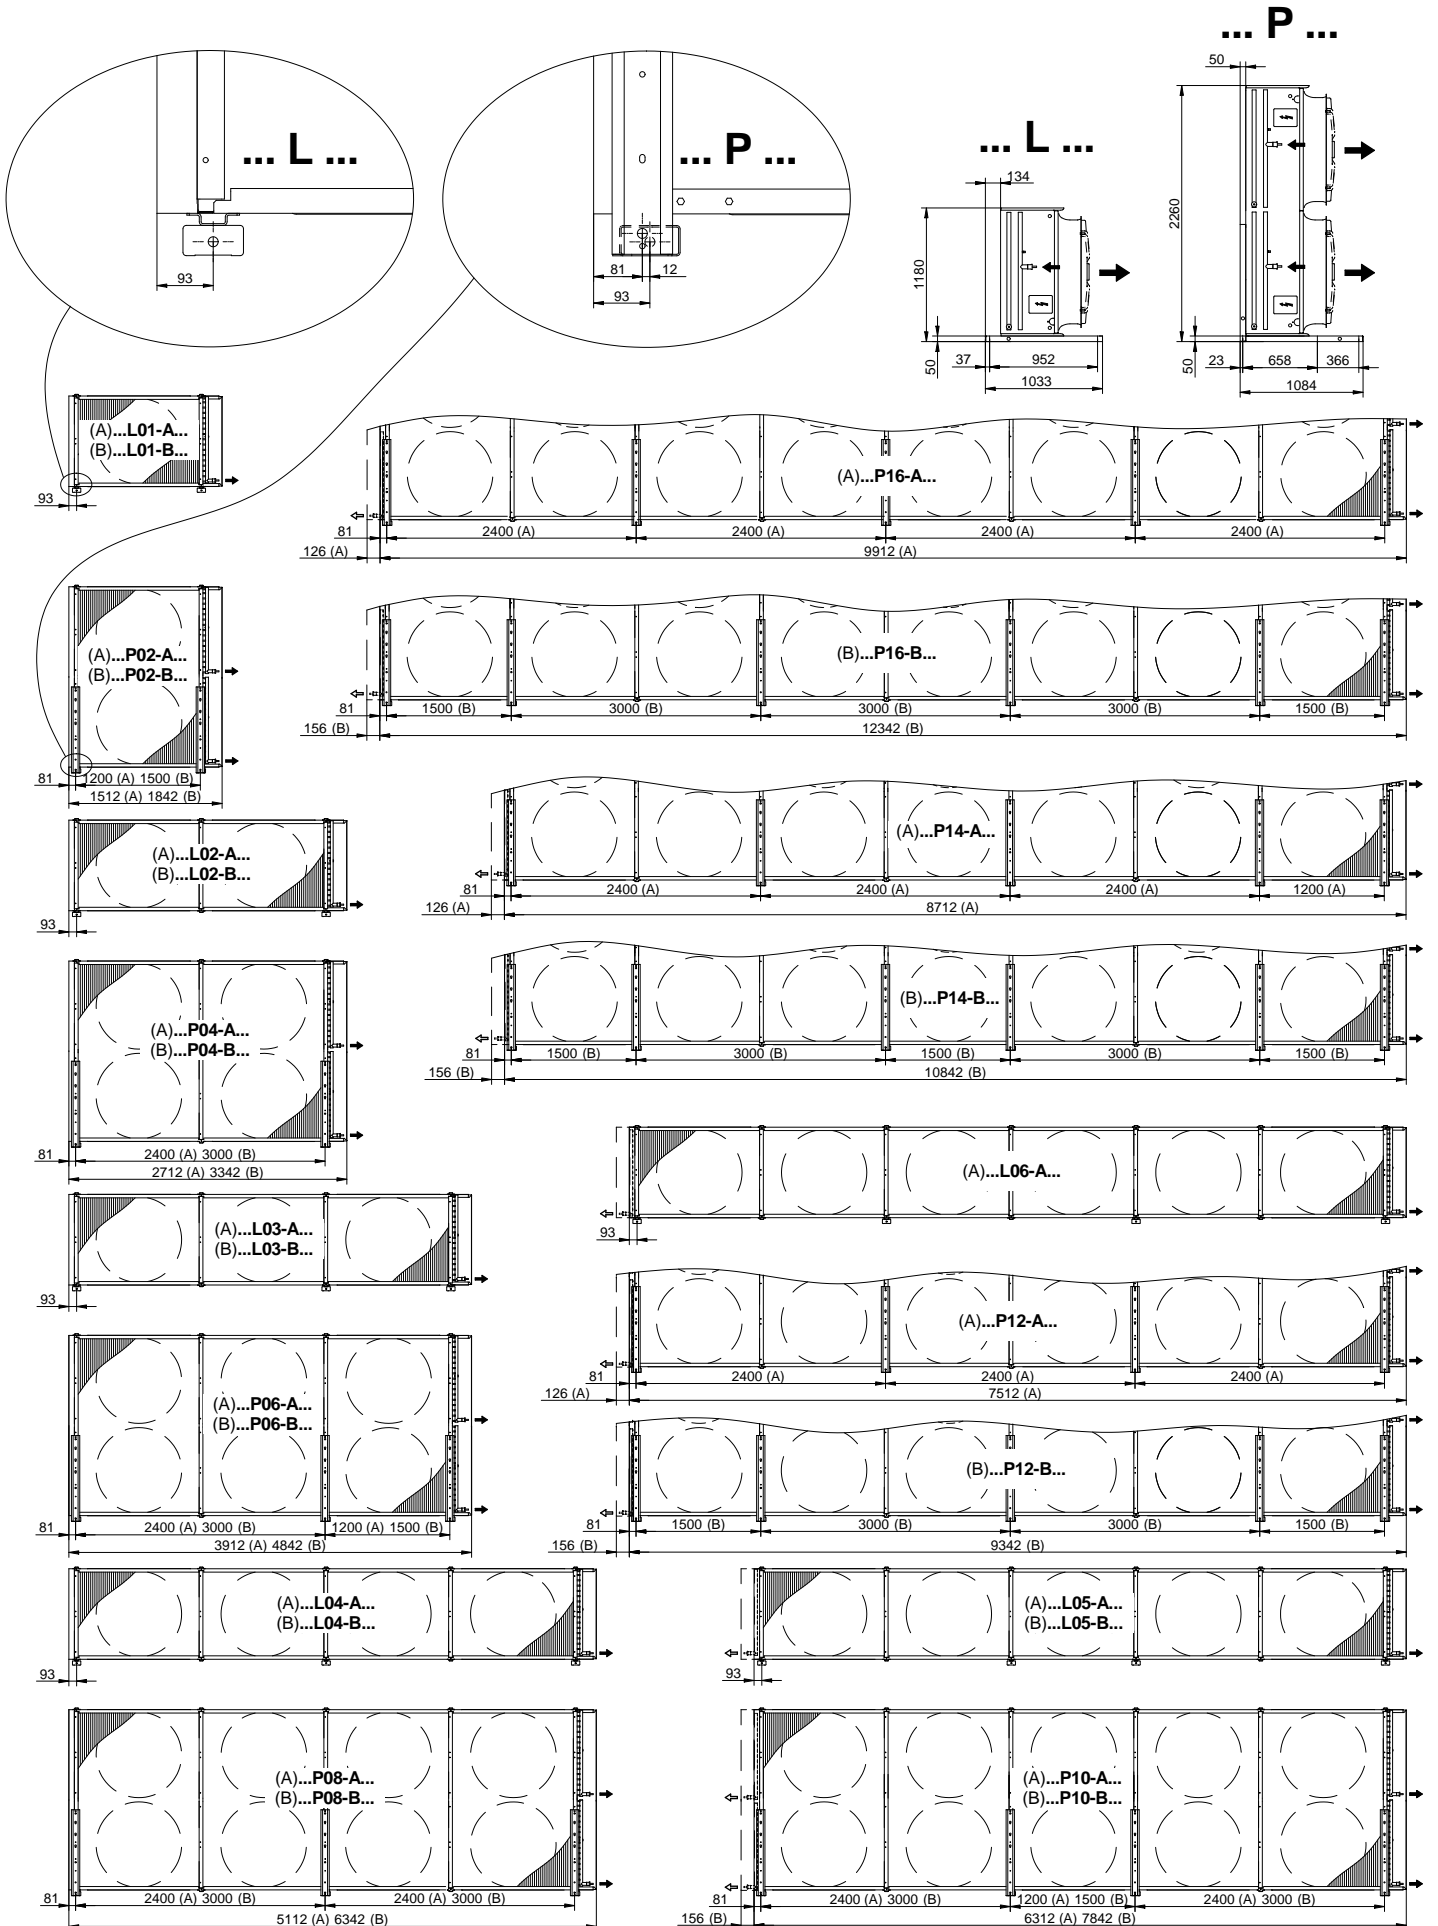 ... P ...
50
2260
50
23
658
366
1084
... L ...
134
1180
50
37
952
1033
... L ...
93
... P ...
81
12
93
(A)...L01-A...
(B)...L01-B...
93
(A)...P16-A...
81
2400 (A)
2400 (A)
2400 (A)
2400 (A)
126 (A)
9912 (A)
(A)...P02-A...
(B)...P02-B...
81
1200 (A) 1500 (B)
1512 (A) 1842 (B)
(B)...P16-B...
81
1500 (B)
3000 (B)
3000 (B)
3000 (B)
1500 (B)
156 (B)
12342 (B)
(A)...L02-A...
(B)...L02-B...
93
(A)...P14-A...
81
2400 (A)
2400 (A)
2400 (A)
1200 (A)
126 (A)
8712 (A)
(A)...P04-A...
(B)...P04-B...
81
2400 (A) 3000 (B)
2712 (A) 3342 (B)
(B)...P14-B...
81
1500 (B)
3000 (B)
1500 (B)
3000 (B)
1500 (B)
156 (B)
10842 (B)
(A)...L03-A...
(B)...L03-B...
93
(A)...L06-A...
93
(A)...P06-A...
(B)...P06-B...
81
2400 (A) 3000 (B)
1200 (A) 1500 (B)
3912 (A) 4842 (B)
(A)...P12-A...
81
2400 (A)
2400 (A)
2400 (A)
126 (A)
7512 (A)
(B)...P12-B...
81
1500 (B)
3000 (B)
3000 (B)
1500 (B)
156 (B)
9342 (B)
(A)...L04-A...
(B)...L04-B...
93
(A)...L05-A...
(B)...L05-B...
93
(A)...P08-A...
(B)...P08-B...
81
2400 (A) 3000 (B)
2400 (A) 3000 (B)
5112 (A) 6342 (B)
(A)...P10-A...
(B)...P10-B...
81
2400 (A) 3000 (B)
1200 (A) 1500 (B)
2400 (A) 3000 (B)
156 (B)
6312 (A) 7842 (B)